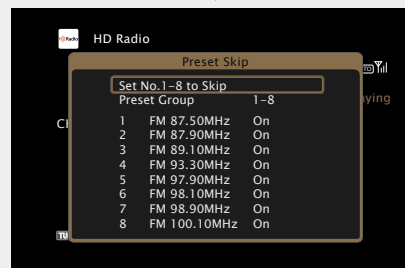 HD Radio HD Radio
Preset Skip
Set No.1-8 to Skip
Preset Group 1-8
1 FM 87.50MHz On
2 FM 87.90MHz On
3 FM 89.10MHz On
4 FM 93.30MHz On
5 FM 97.90MHz On
6 FM 98.10MHz On
7 FM 98.90MHz On
8 FM 100.10MHz On